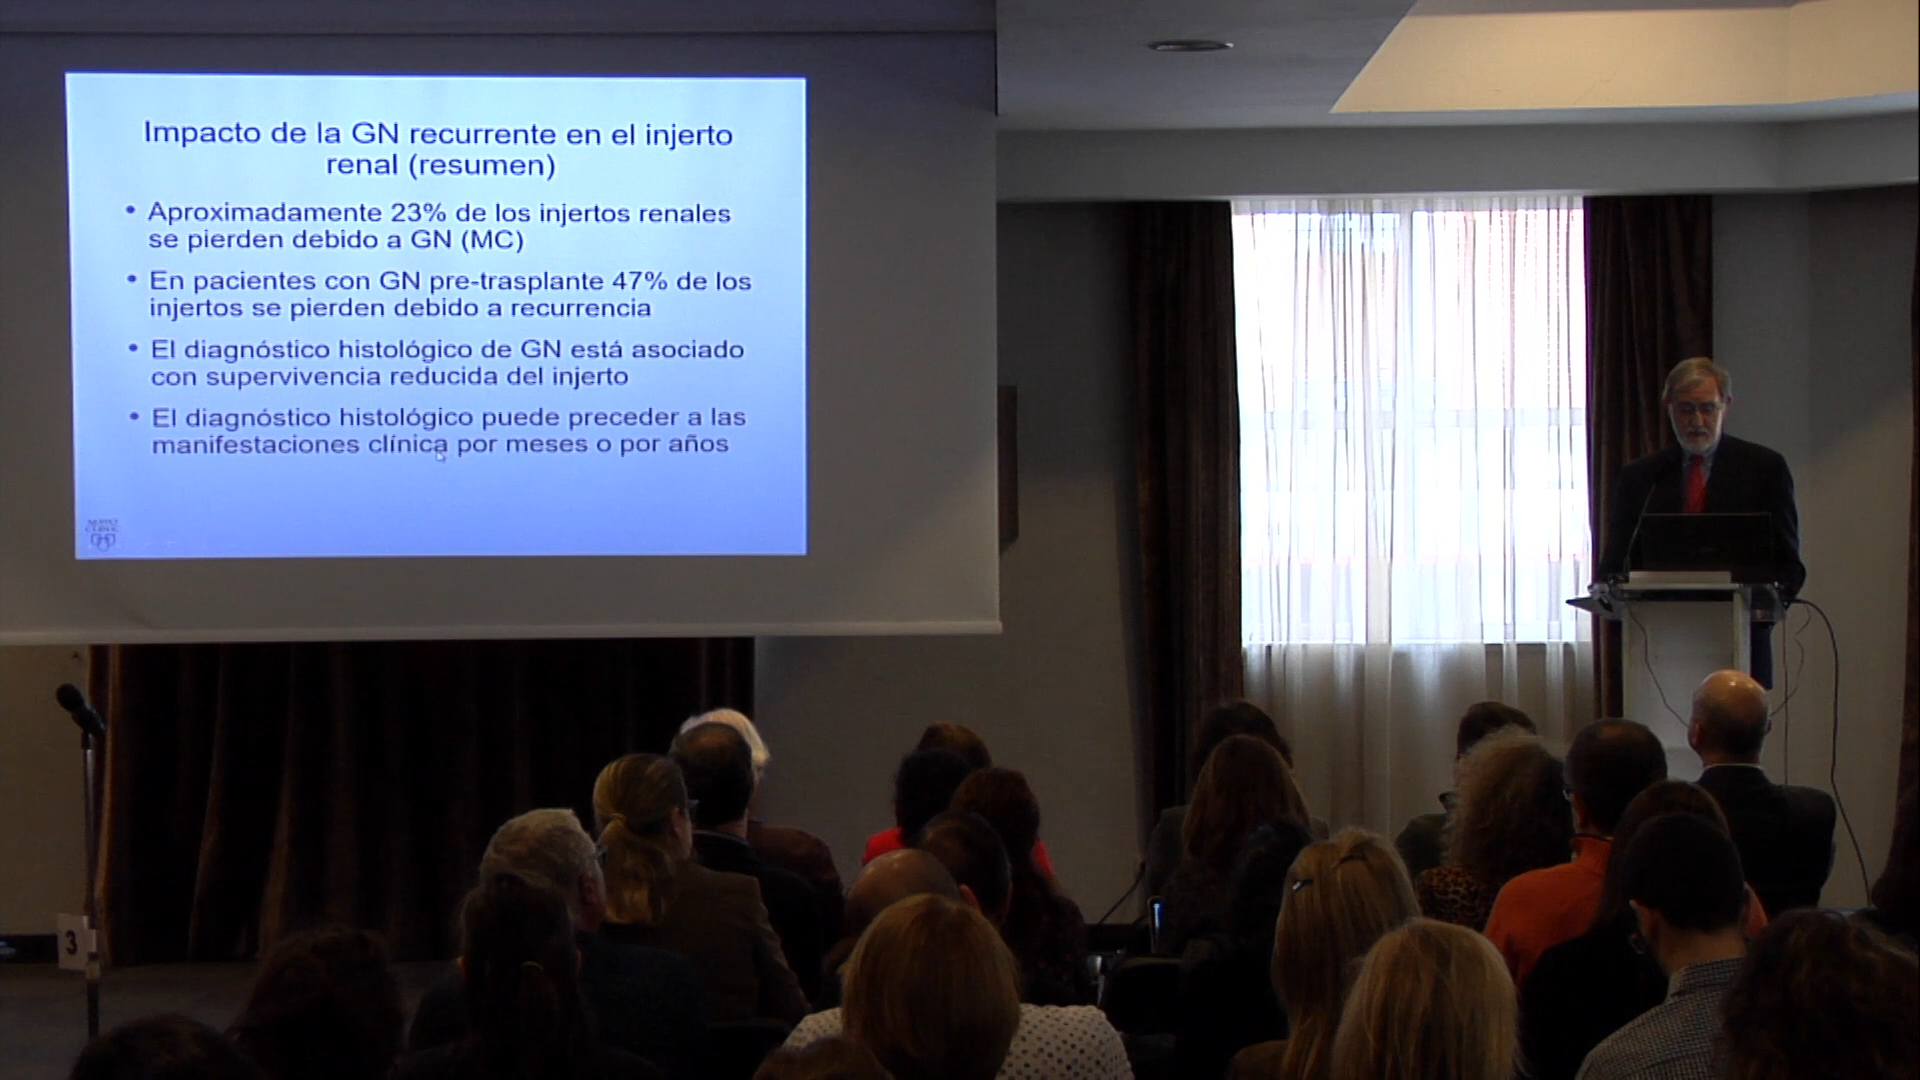 Impacto de la GN recurrente en el injerto
renal (resumen)
• Aproximadamente 23% de los injertos renales
se pierden debido a GN (MC)
• En pacientes con GN pre-trasplante 47% de los
injertos se pierden debido a recurrencia
• El diagnóstico histológico de GN está asociado
con supervivencia reducida del injerto
• El diagnóstico histológico puede preceder a las
manifestaciones clínica por meses o por años
MAYO
CLINIC
3